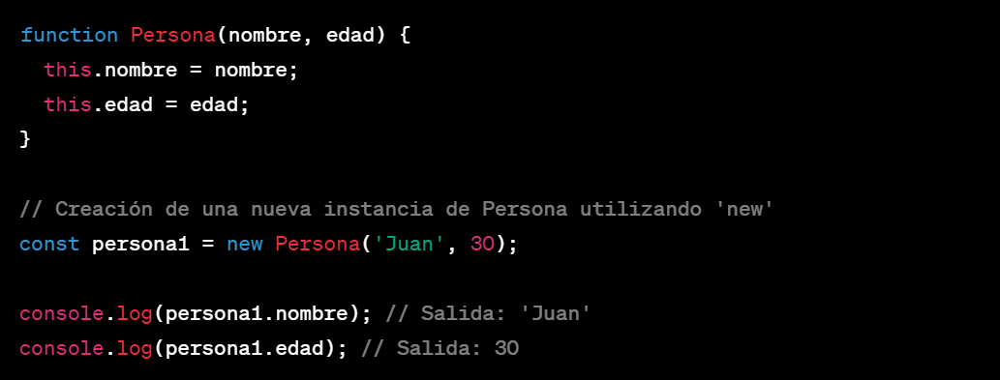 function Persona(nombre, edad) {
  this.nombre = nombre;
  this.edad = edad;
}

// Creación de una nueva instancia de Persona utilizando 'new'
const persona1 = new Persona('Juan', 30);

console.log(persona1.nombre); // Salida: 'Juan'
console.log(persona1.edad); // Salida: 30